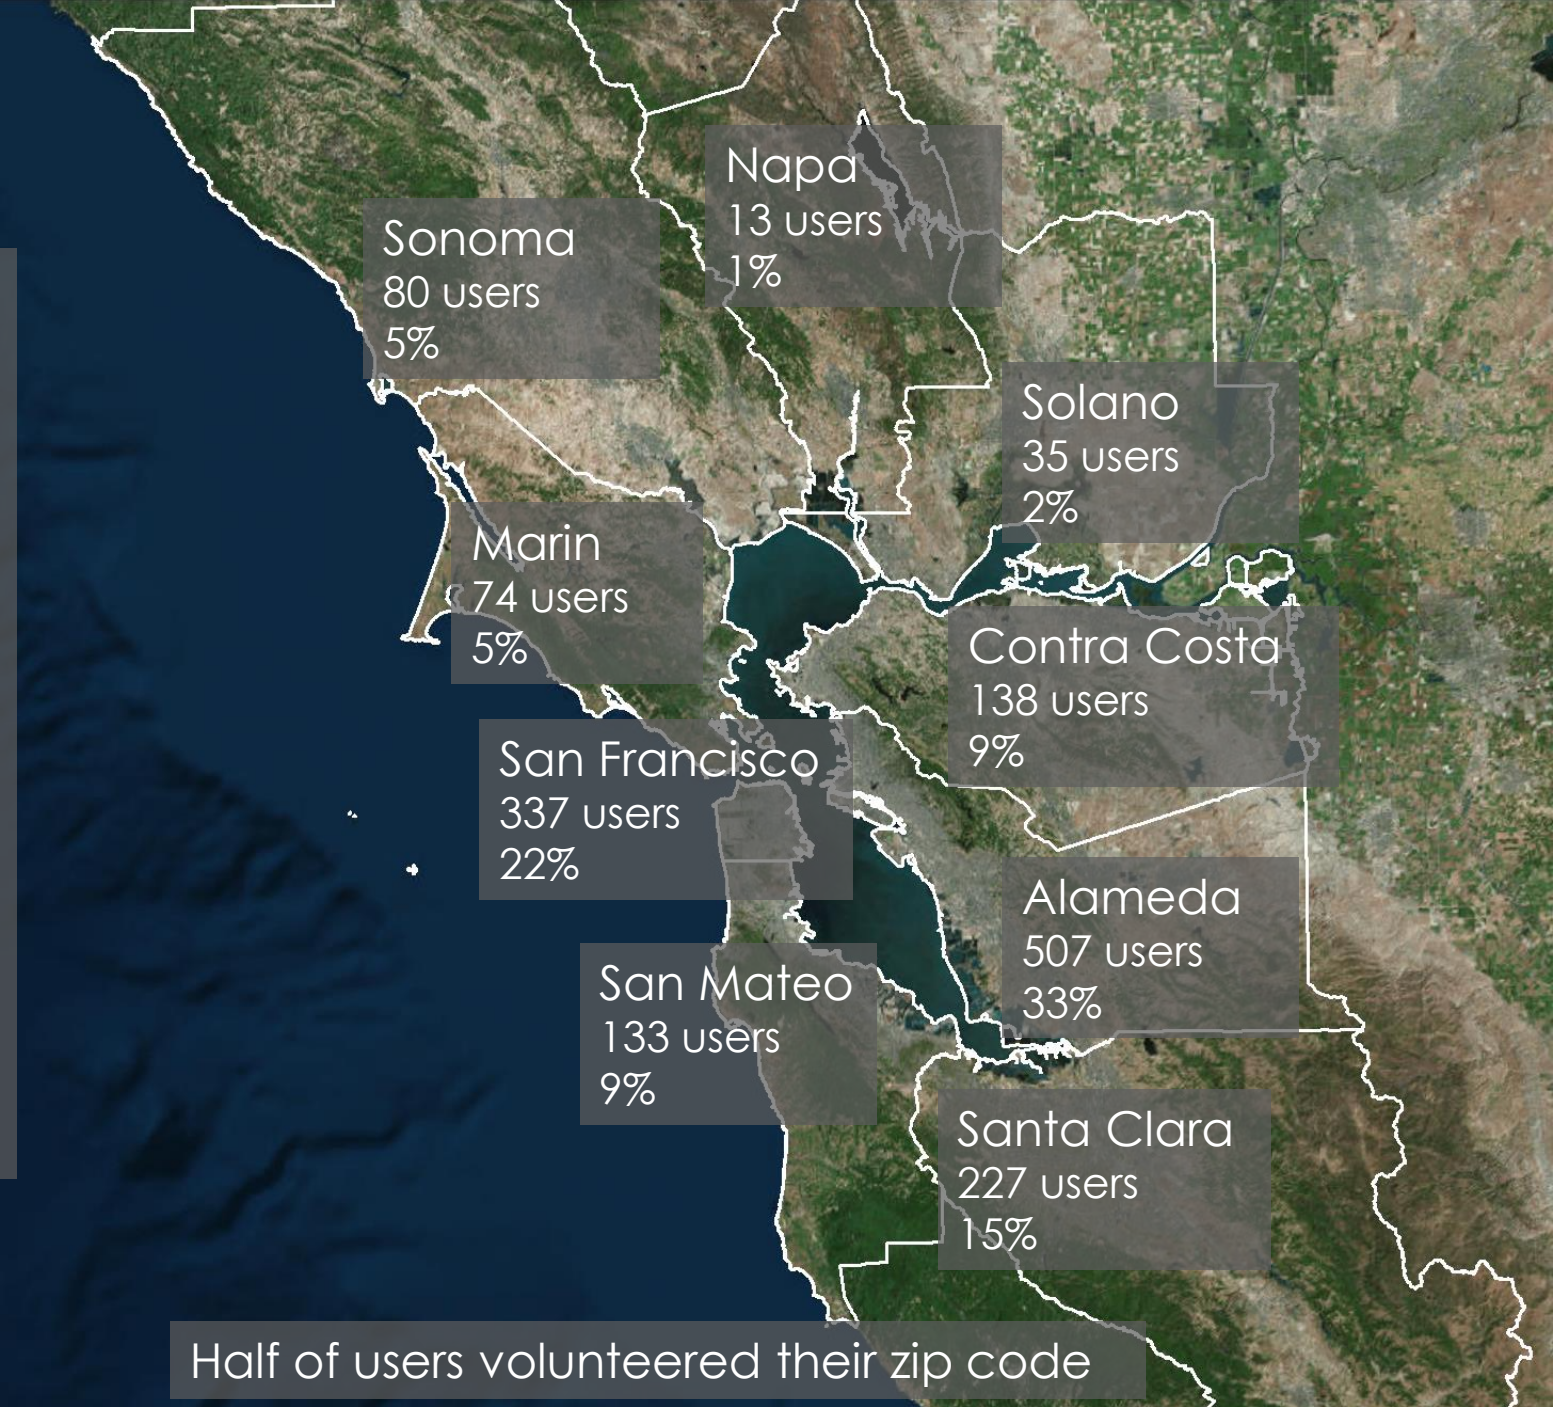 Napa
13 users
1%
Sonoma
80 users
5%
Solano
35 users
2%
Marin
74 users
5%
Contra Costa
138 users
9%
San Francisco
337 users
22%
Alameda
507 users
33%
San Mateo
133 users
9%
Santa Clara
227 users
15%
Half of users volunteered their zip code